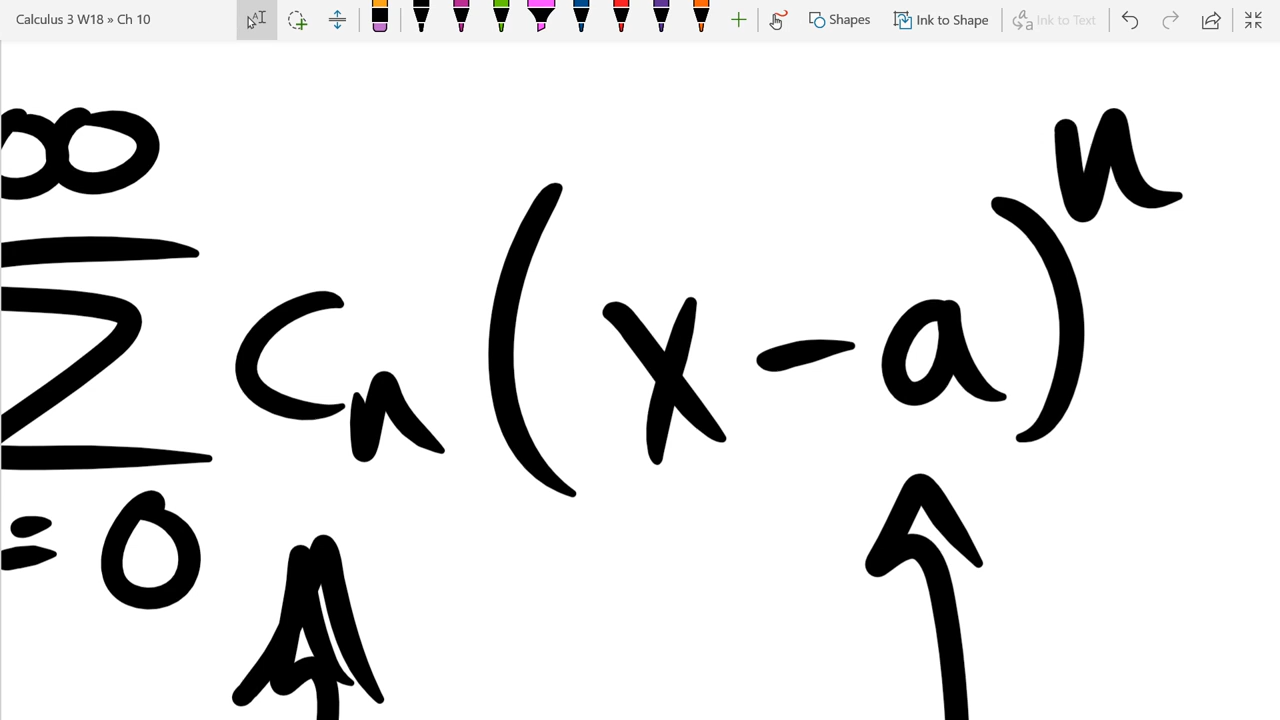 Calculus 3 W18 » Ch 10
Shapes
Ink to Shape
Ink to Text
∞
∑ Cn (x - a)^n
= 0